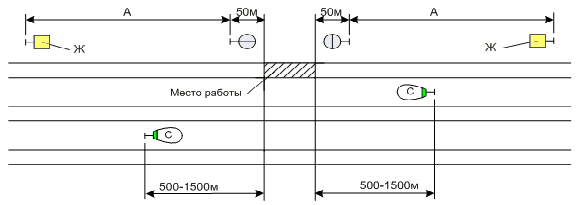 А 50м 50м А
Ж Ж
Место работы С
С
500-1500м 500-1500м